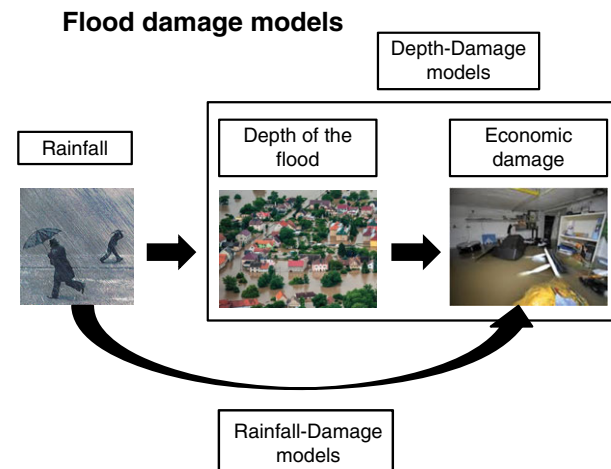 Flood damage models
Depth-Damage
models
Rainfall
Depth of the
flood
Economic
damage
Rainfall-Damage
models